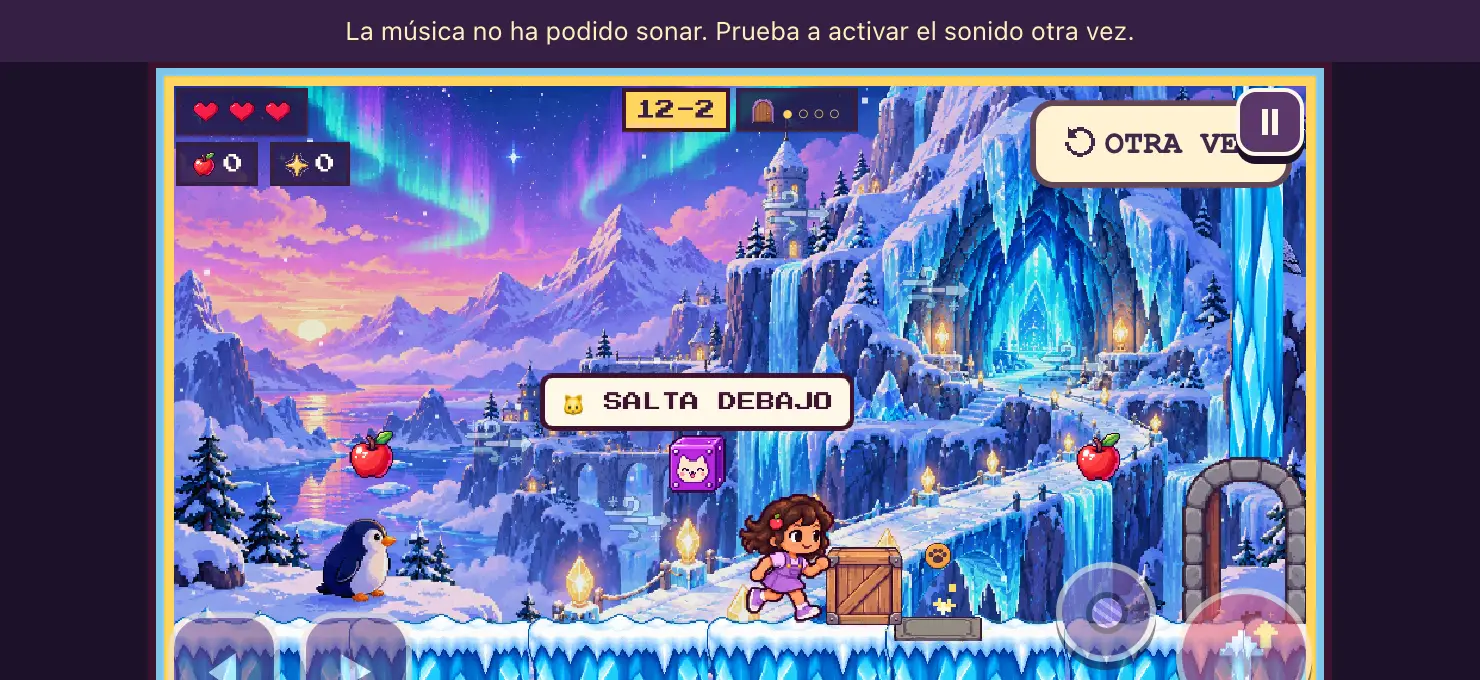 La música no ha podido sonar. Prueba a activar el sonido otra vez.
12-2
OTRA VE
0
0
SALTA DEBAJO